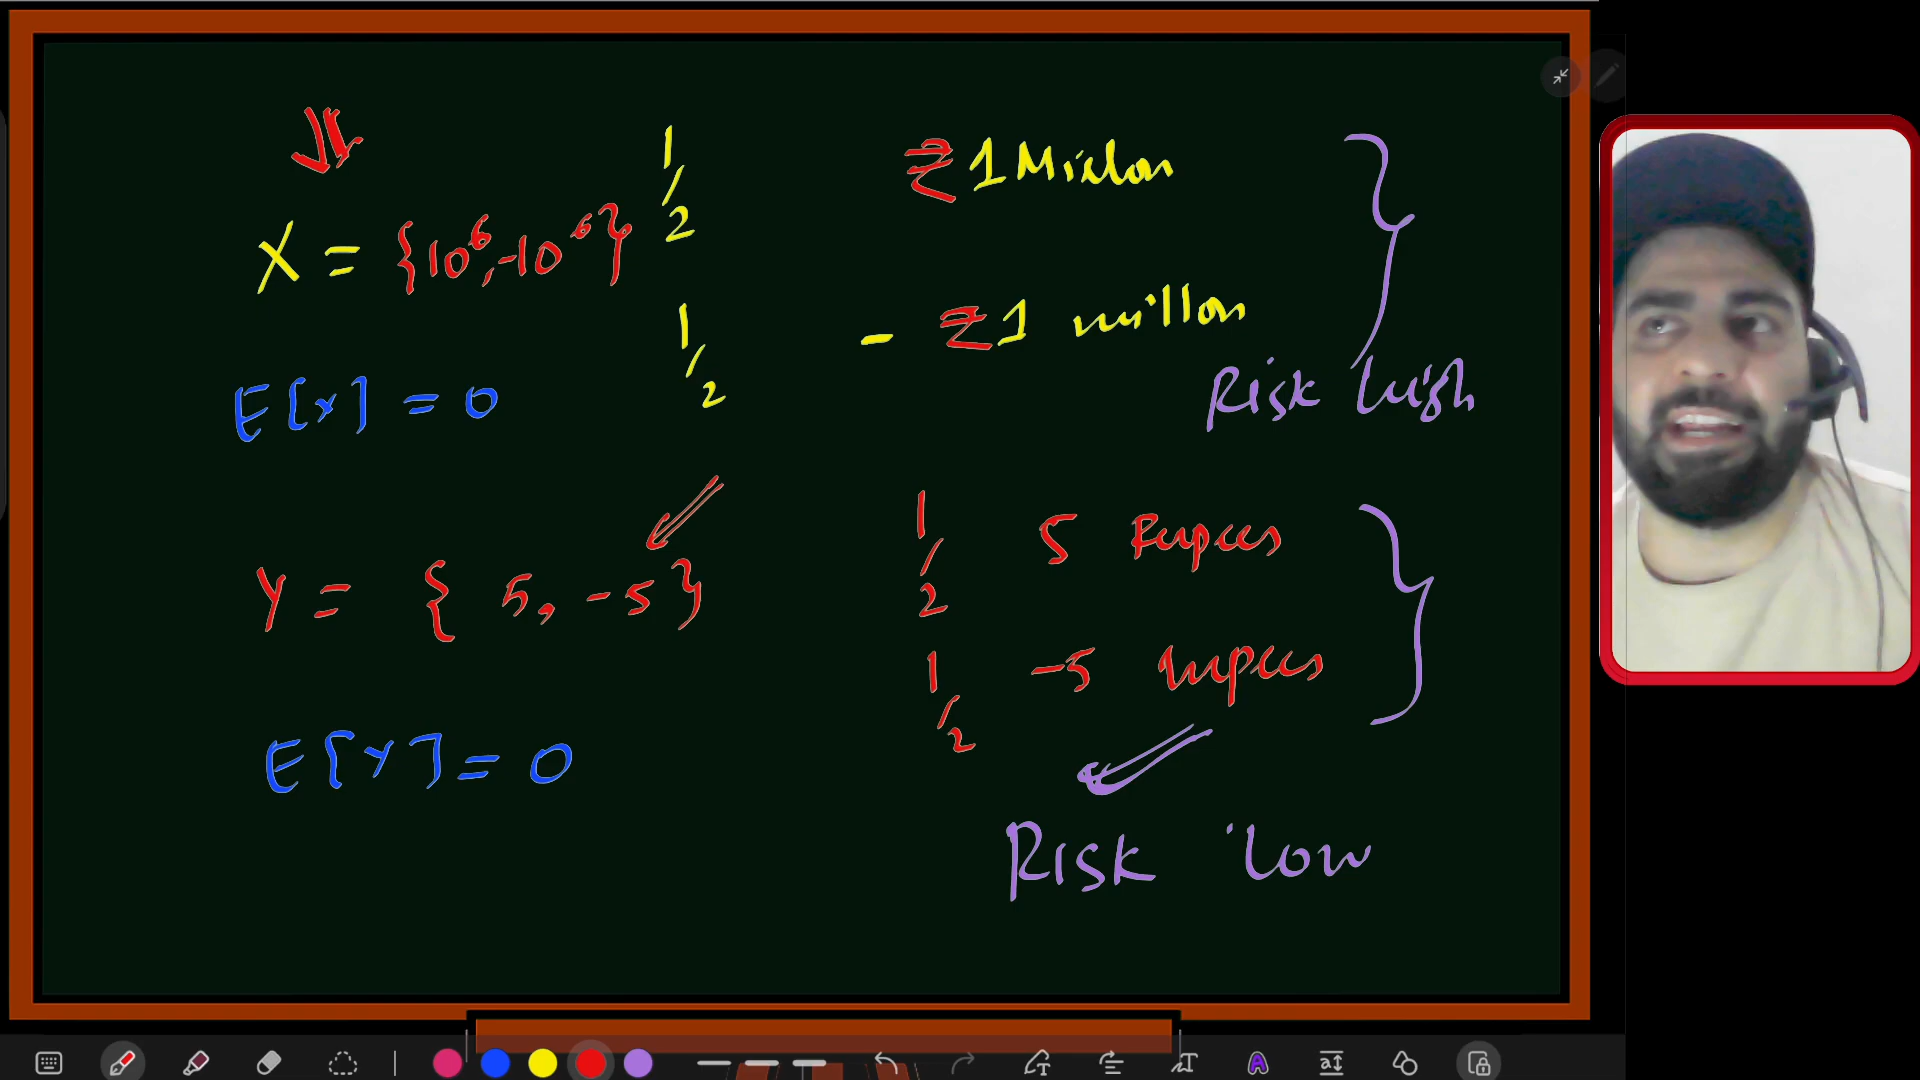 1/2 ₹ 1 Million
X = {10⁶, -10⁶}
1/2 - ₹ 1 millon
E[x] = 0
Risk high
1/2 5 Rupees
Y = { 5, -5}
1/2 -5 rupees
E[Y] = 0
Risk low